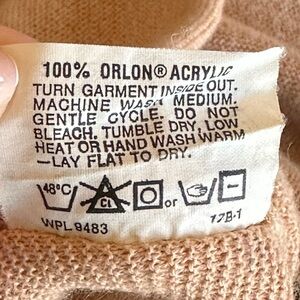 100% ORLON® ACRYLIC
TURN GARMENT INSIDE OUT.
MACHINE WASH MEDIUM.
GENTLE CYCLE. DO NOT
BLEACH. TUMBLE DRY LOW
HEAT OR HAND WASH WARM
—LAY FLAT TO DRY.
48°C CL or
WPL 9483 17B-1